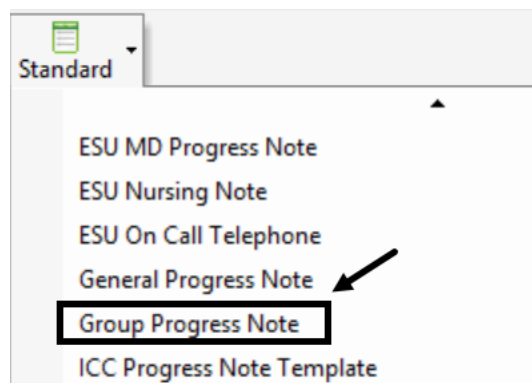 Standard
ESU MD Progress Note
ESU Nursing Note
ESU On Call Telephone
General Progress Note
Group Progress Note
ICC Progress Note Template